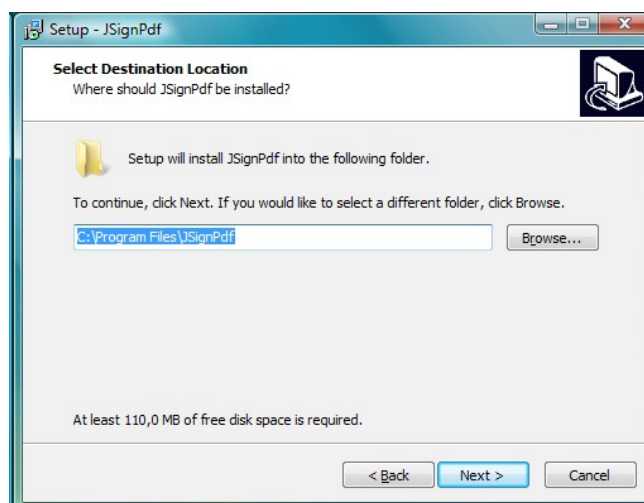 Setup - JSignPdf
Select Destination Location
Where should JSignPdf be installed?
Setup will install JSignPdf into the following folder.
To continue, click Next. If you would like to select a different folder, click Browse.
C:\Program Files\JSignPdf
Browse...
At least 110,0 MB of free disk space is required.
< Back
Next >
Cancel